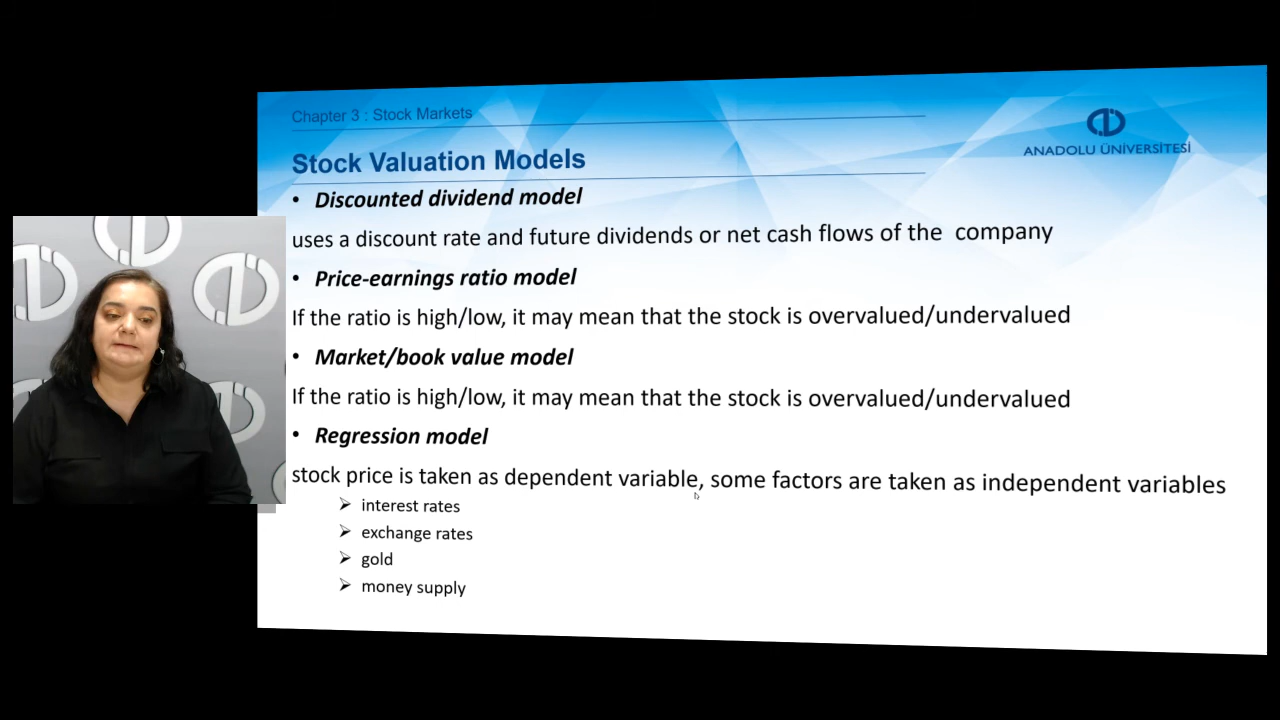 Chapter 3 : Stock Markets
ANADOLU ÜNİVERSİTESİ
Stock Valuation Models
• Discounted dividend model
uses a discount rate and future dividends or net cash flows of the company
• Price-earnings ratio model
If the ratio is high/low, it may mean that the stock is overvalued/undervalued
• Market/book value model
If the ratio is high/low, it may mean that the stock is overvalued/undervalued
• Regression model
stock price is taken as dependent variable, some factors are taken as independent variables
➢ interest rates
➢ exchange rates
➢ gold
➢ money supply